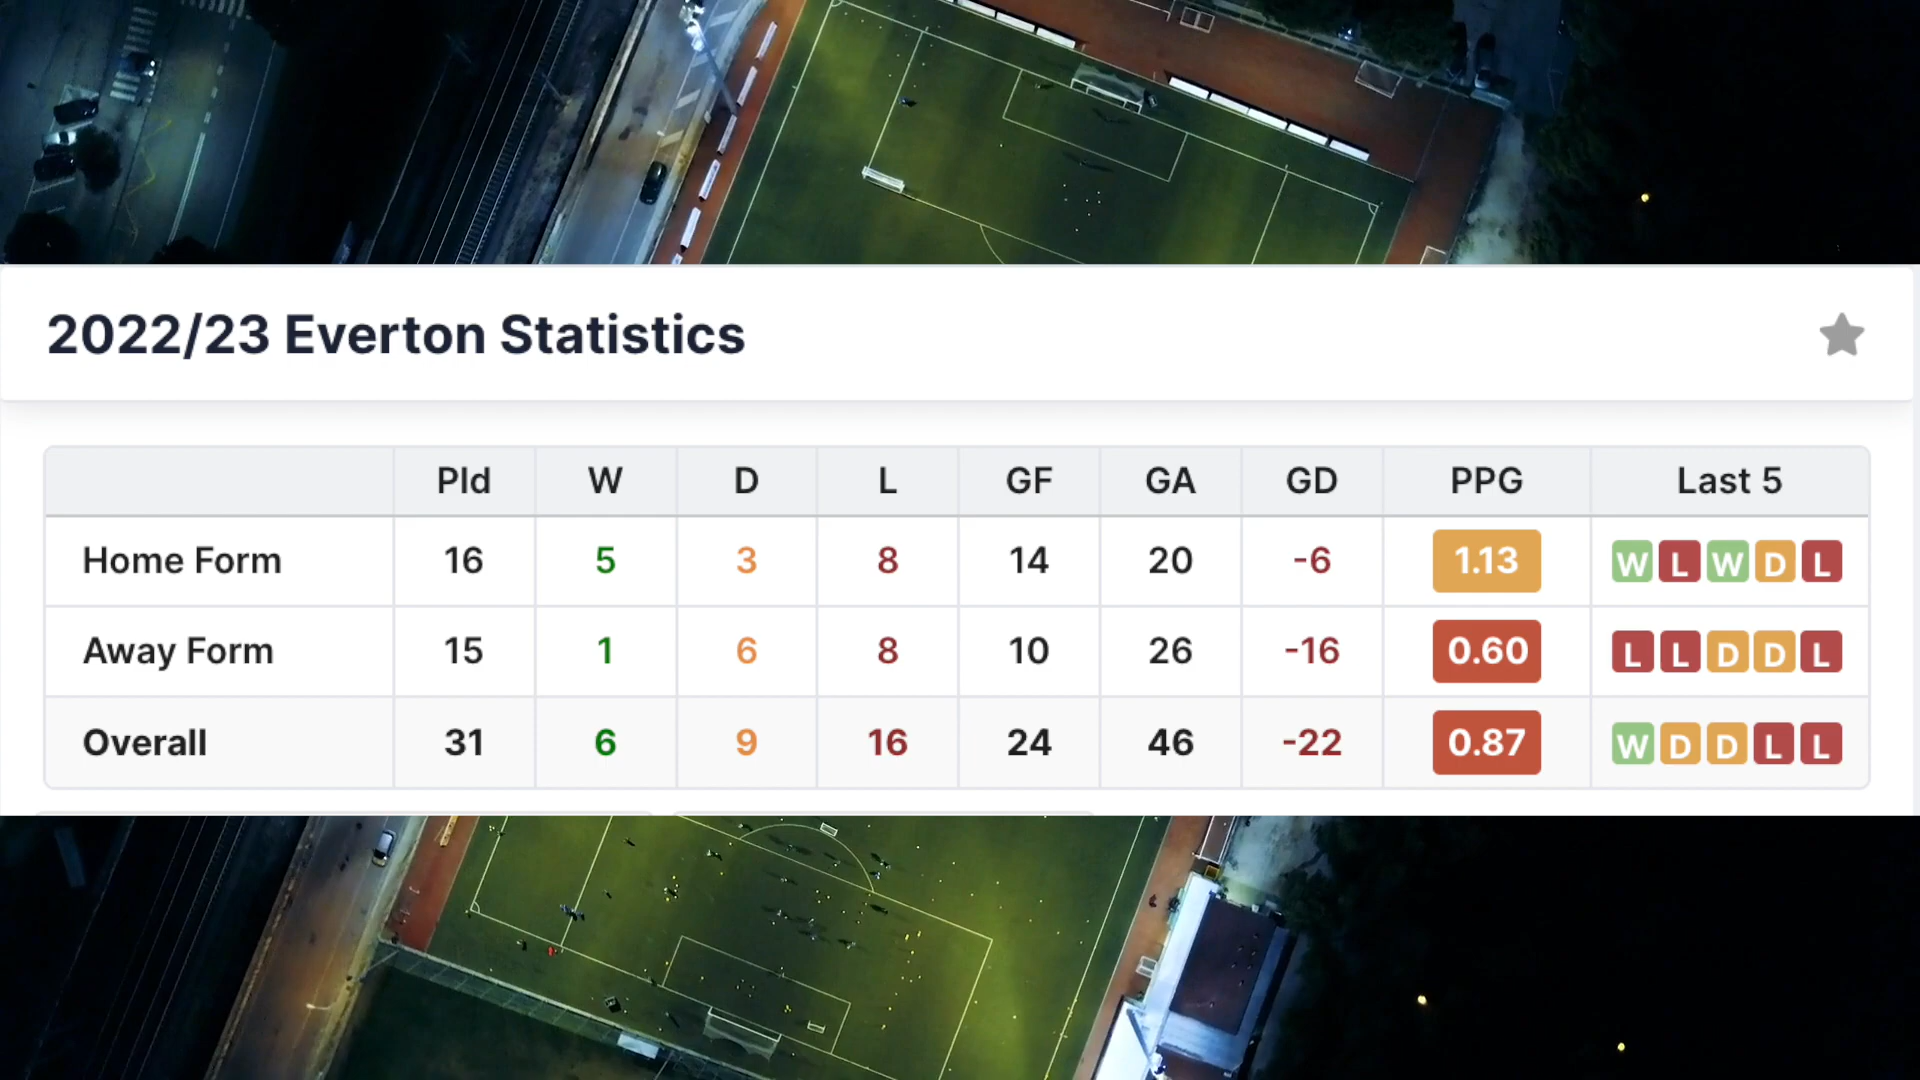 2022/23 Everton Statistics
Pld W D L GF GA GD PPG Last 5
Home Form 16 5 3 8 14 20 -6 1.13 W L W D L
Away Form 15 1 6 8 10 26 -16 0.60 L L D D L
Overall 31 6 9 16 24 46 -22 0.87 W D D L L